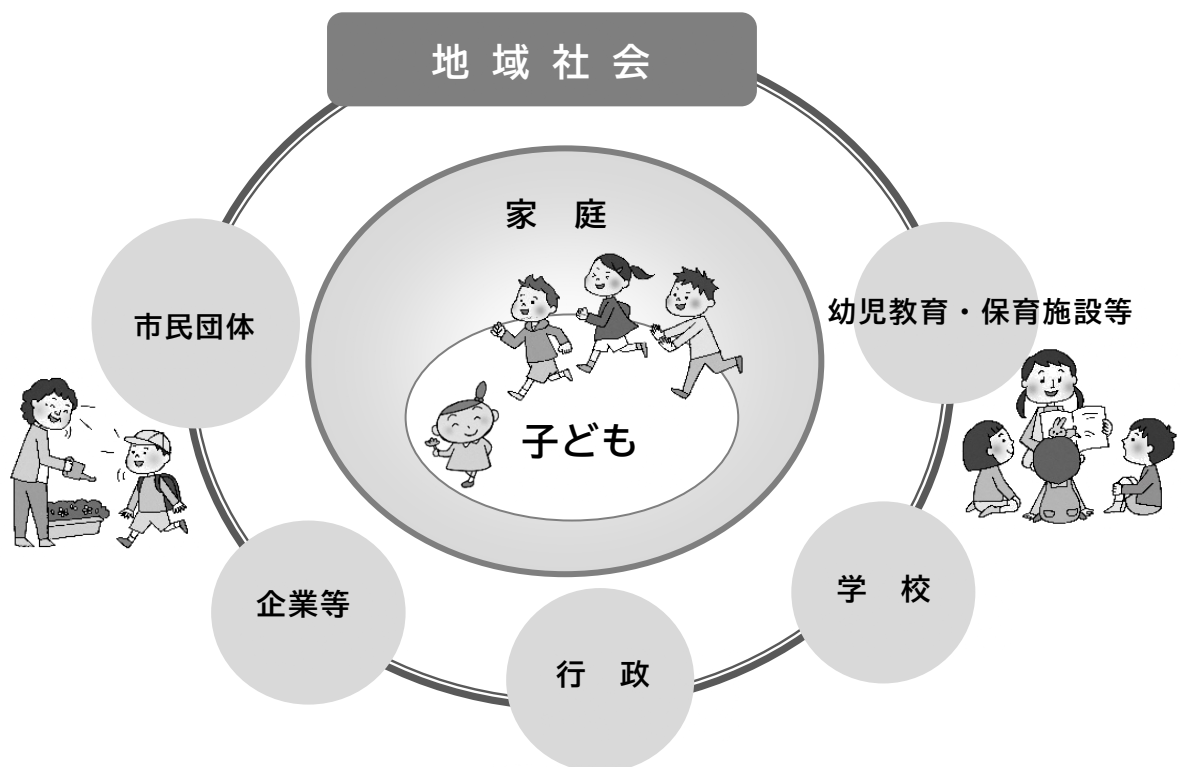 地域社会
家　庭
市民団体
幼児教育・保育施設等
子ども
企業等
学　校
行　政